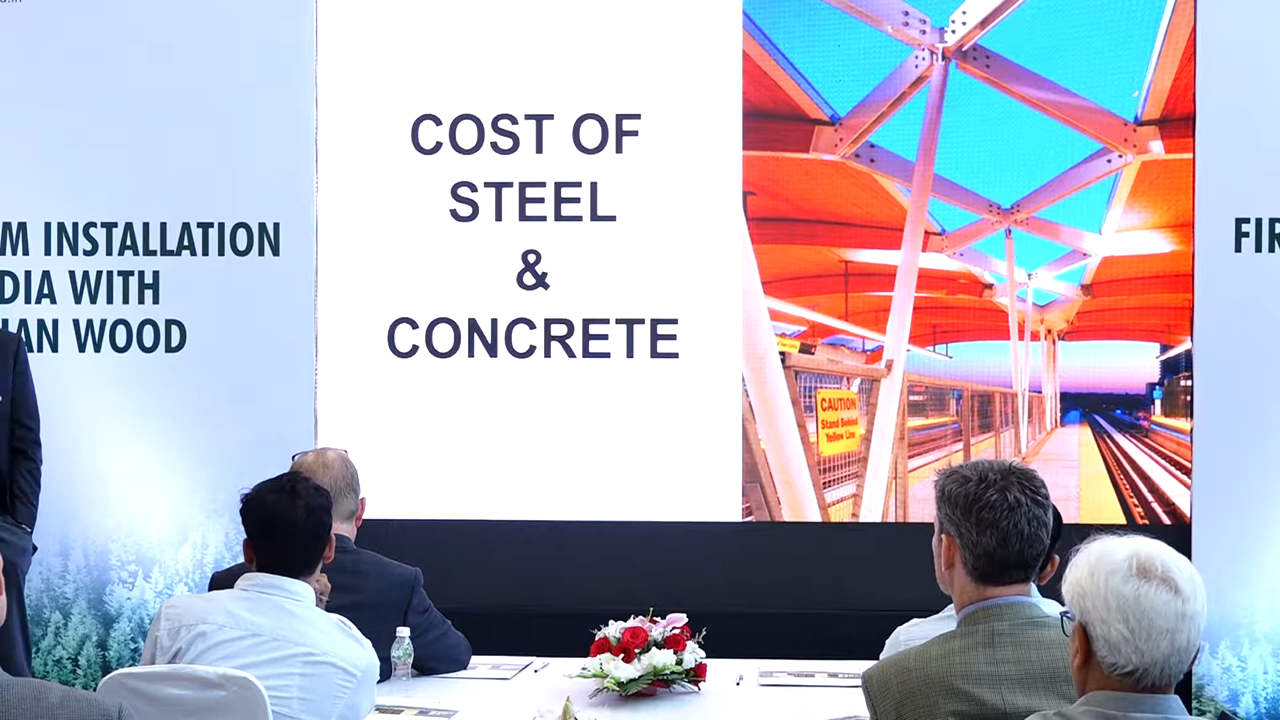 M INSTALLATION
DIA WITH
IAN WOOD
COST OF
STEEL
&
CONCRETE
CAUTION
Stand Behind
Yellow Line
FIR